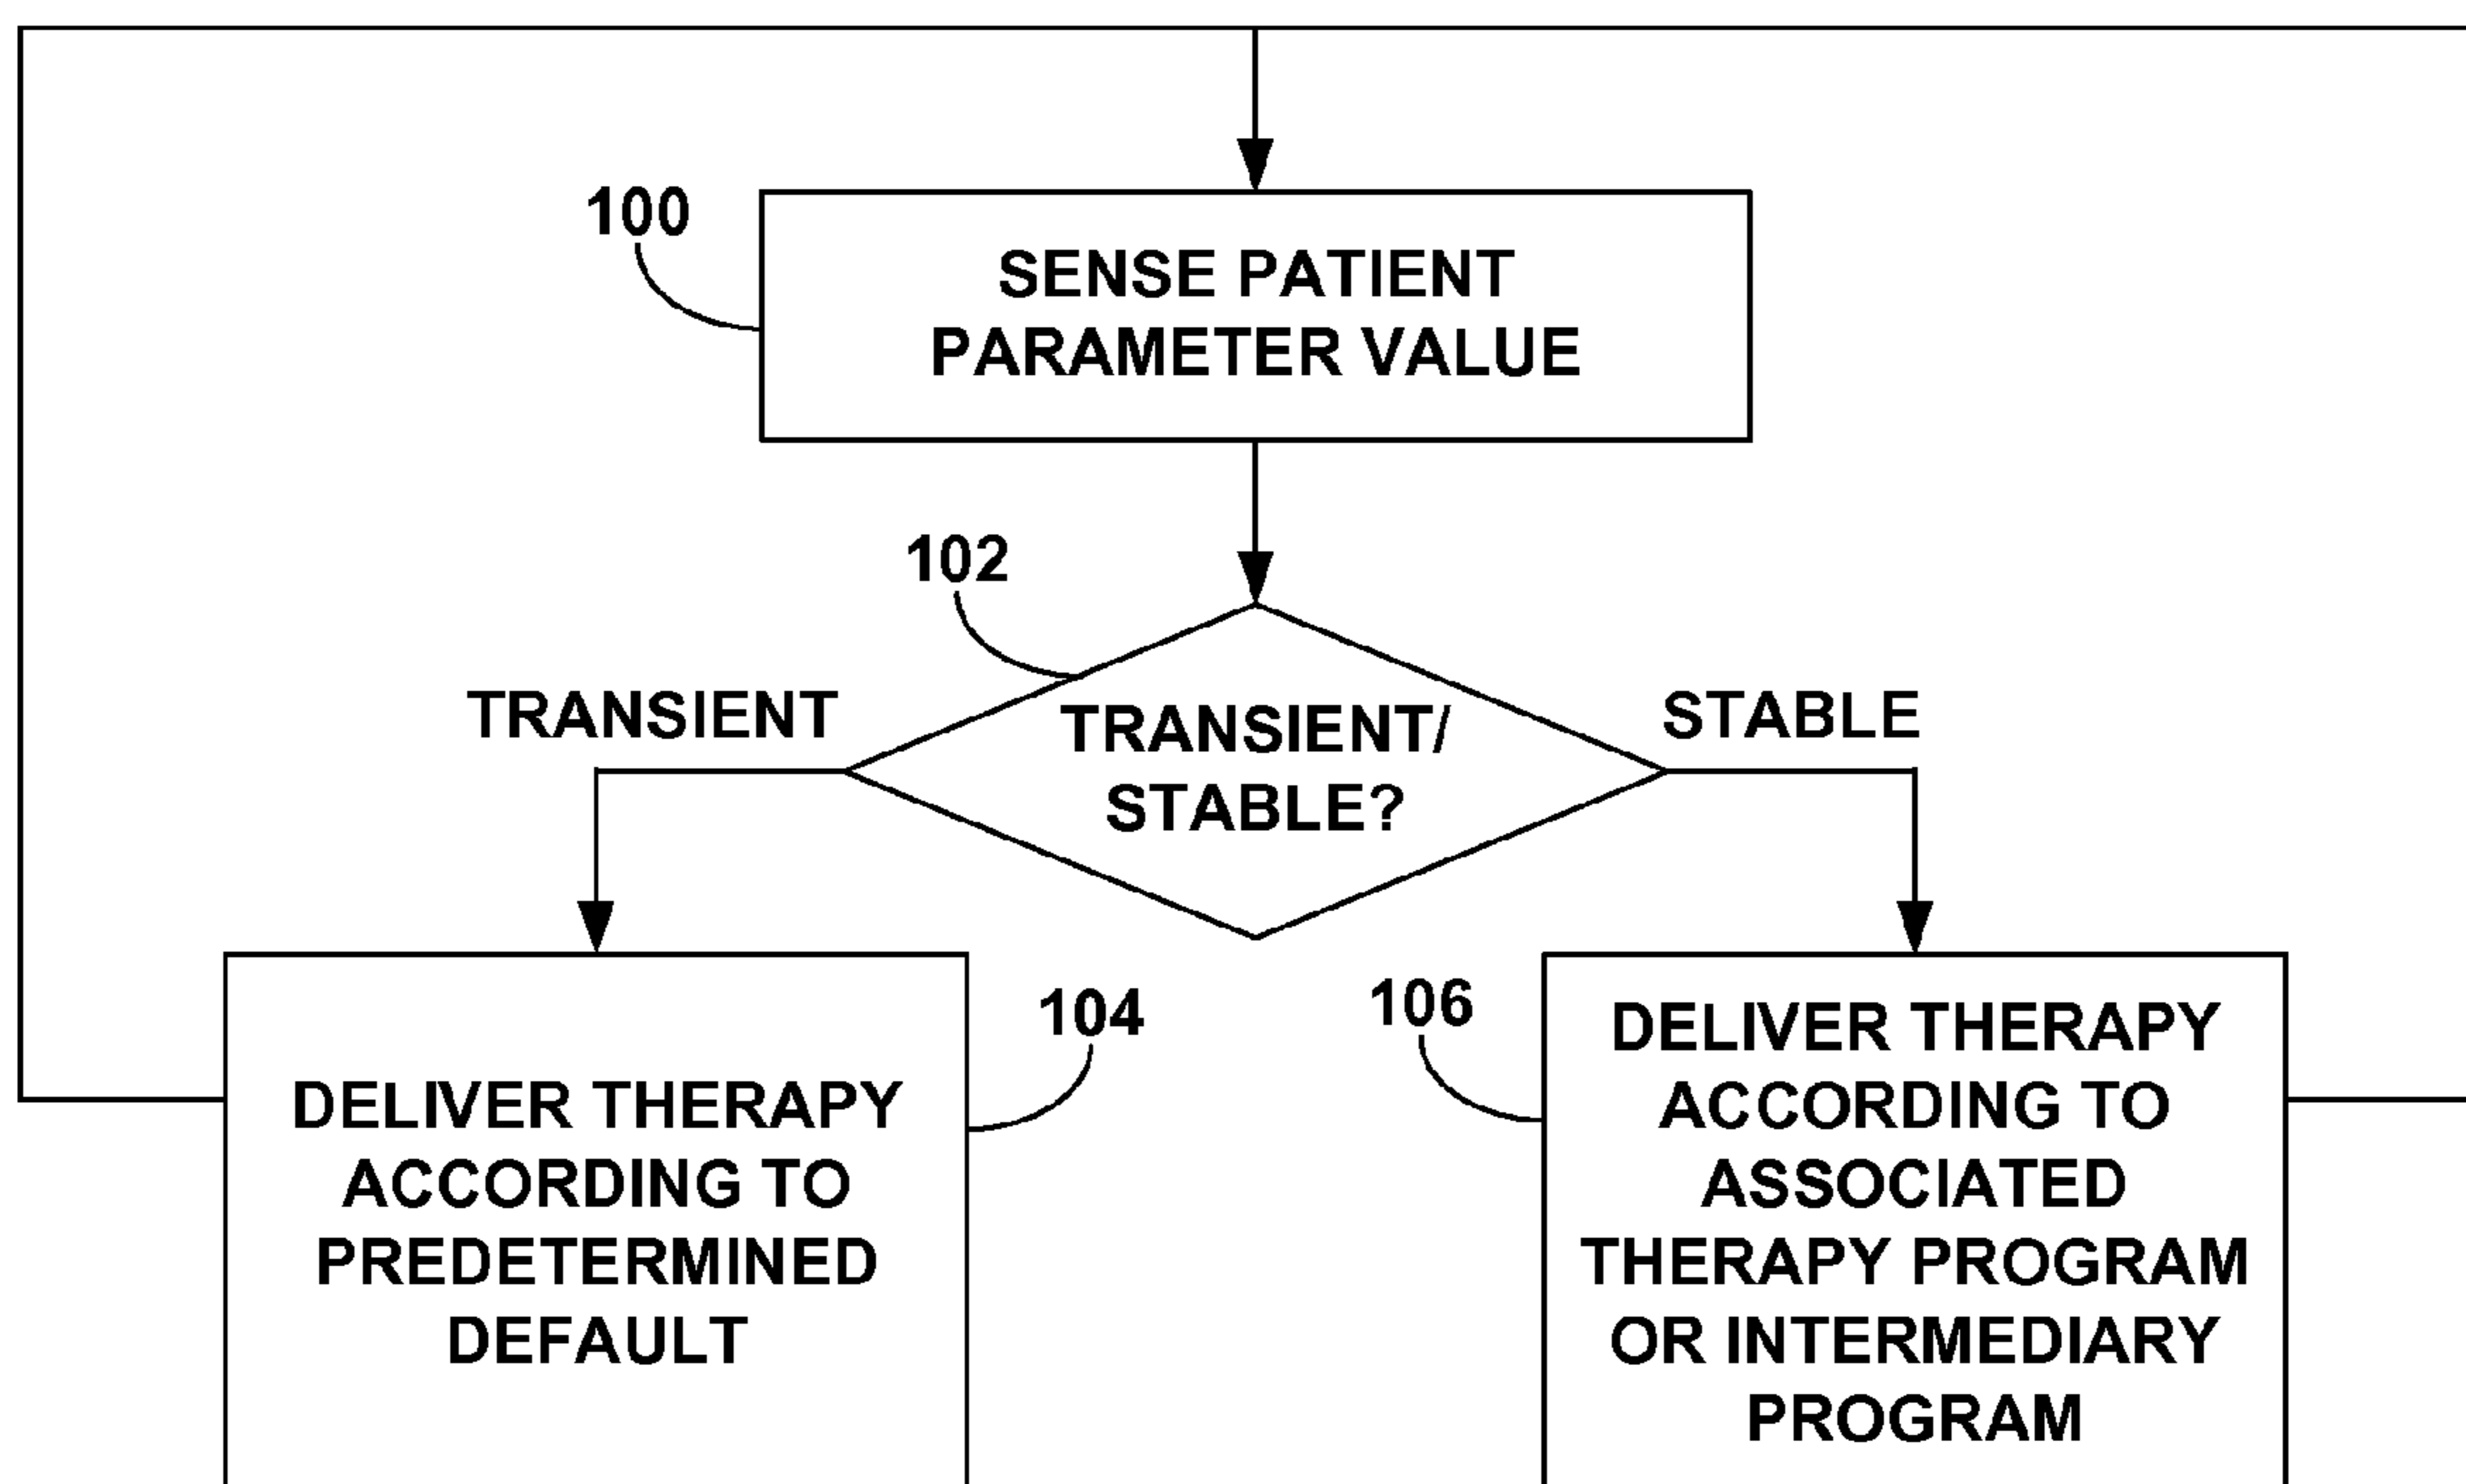 100
SENSE PATIENT
PARAMETER VALUE
102
TRANSIENT
TRANSIENT/
STABLE?
STABLE
104
DELIVER THERAPY
ACCORDING TO
PREDETERMINED
DEFAULT
106
DELIVER THERAPY
ACCORDING TO
ASSOCIATED
THERAPY PROGRAM
OR INTERMEDIARY
PROGRAM